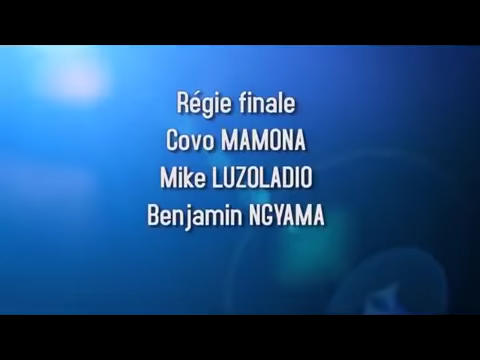 Régie finale
Covo MAMONA
Mike LUZOLADIO
Benjamin NGYAMA